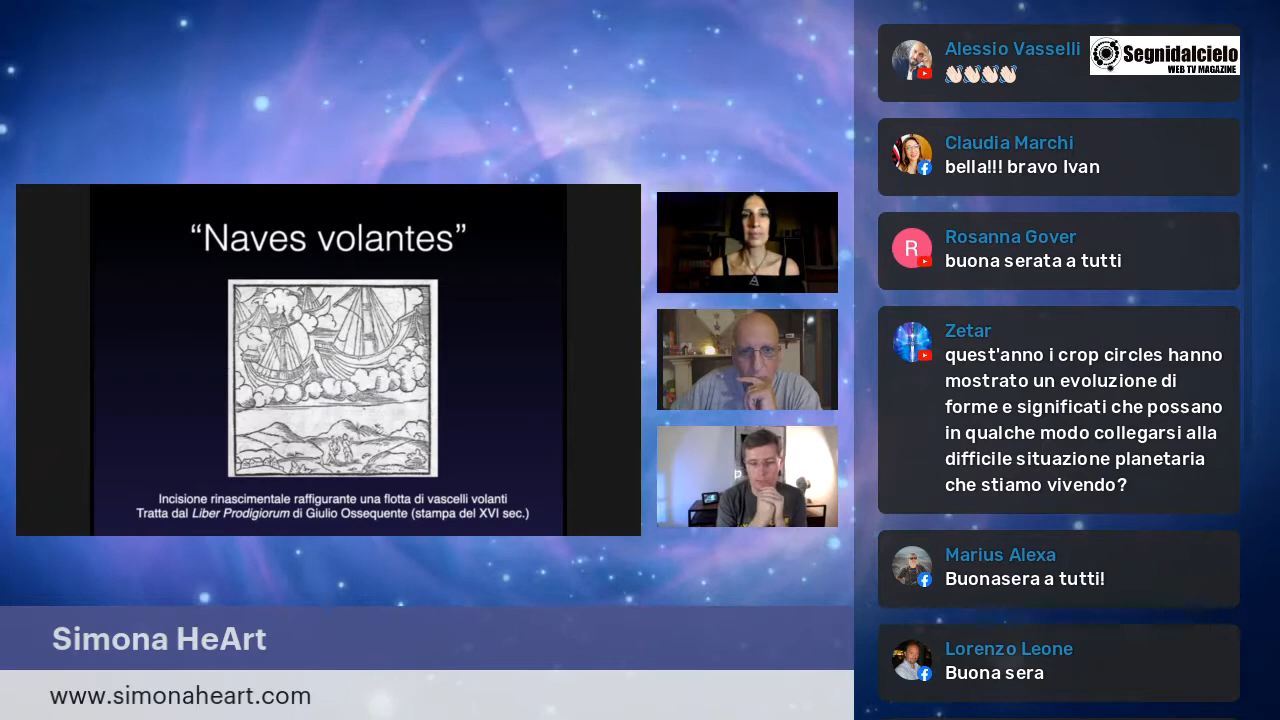 “Naves volantes”
Incisione rinascimentale raffigurante una flotta di vascelli volanti
Tratta dal Liber Prodigiorum di Giulio Ossequente (stampa del XVI sec.)
Simona HeArt
www.simonaheart.com
Alessio Vasselli
👏🏻👏🏻👏🏻👏🏻
Segnidalcielo
WEB TV MAGAZINE
Claudia Marchi
bella!!! bravo Ivan
R
Rosanna Gover
buona serata a tutti
Zetar
quest'anno i crop circles hanno
mostrato un evoluzione di
forme e significati che possano
in qualche modo collegarsi alla
difficile situazione planetaria
che stiamo vivendo?
Marius Alexa
Buonasera a tutti!
Lorenzo Leone
Buona sera